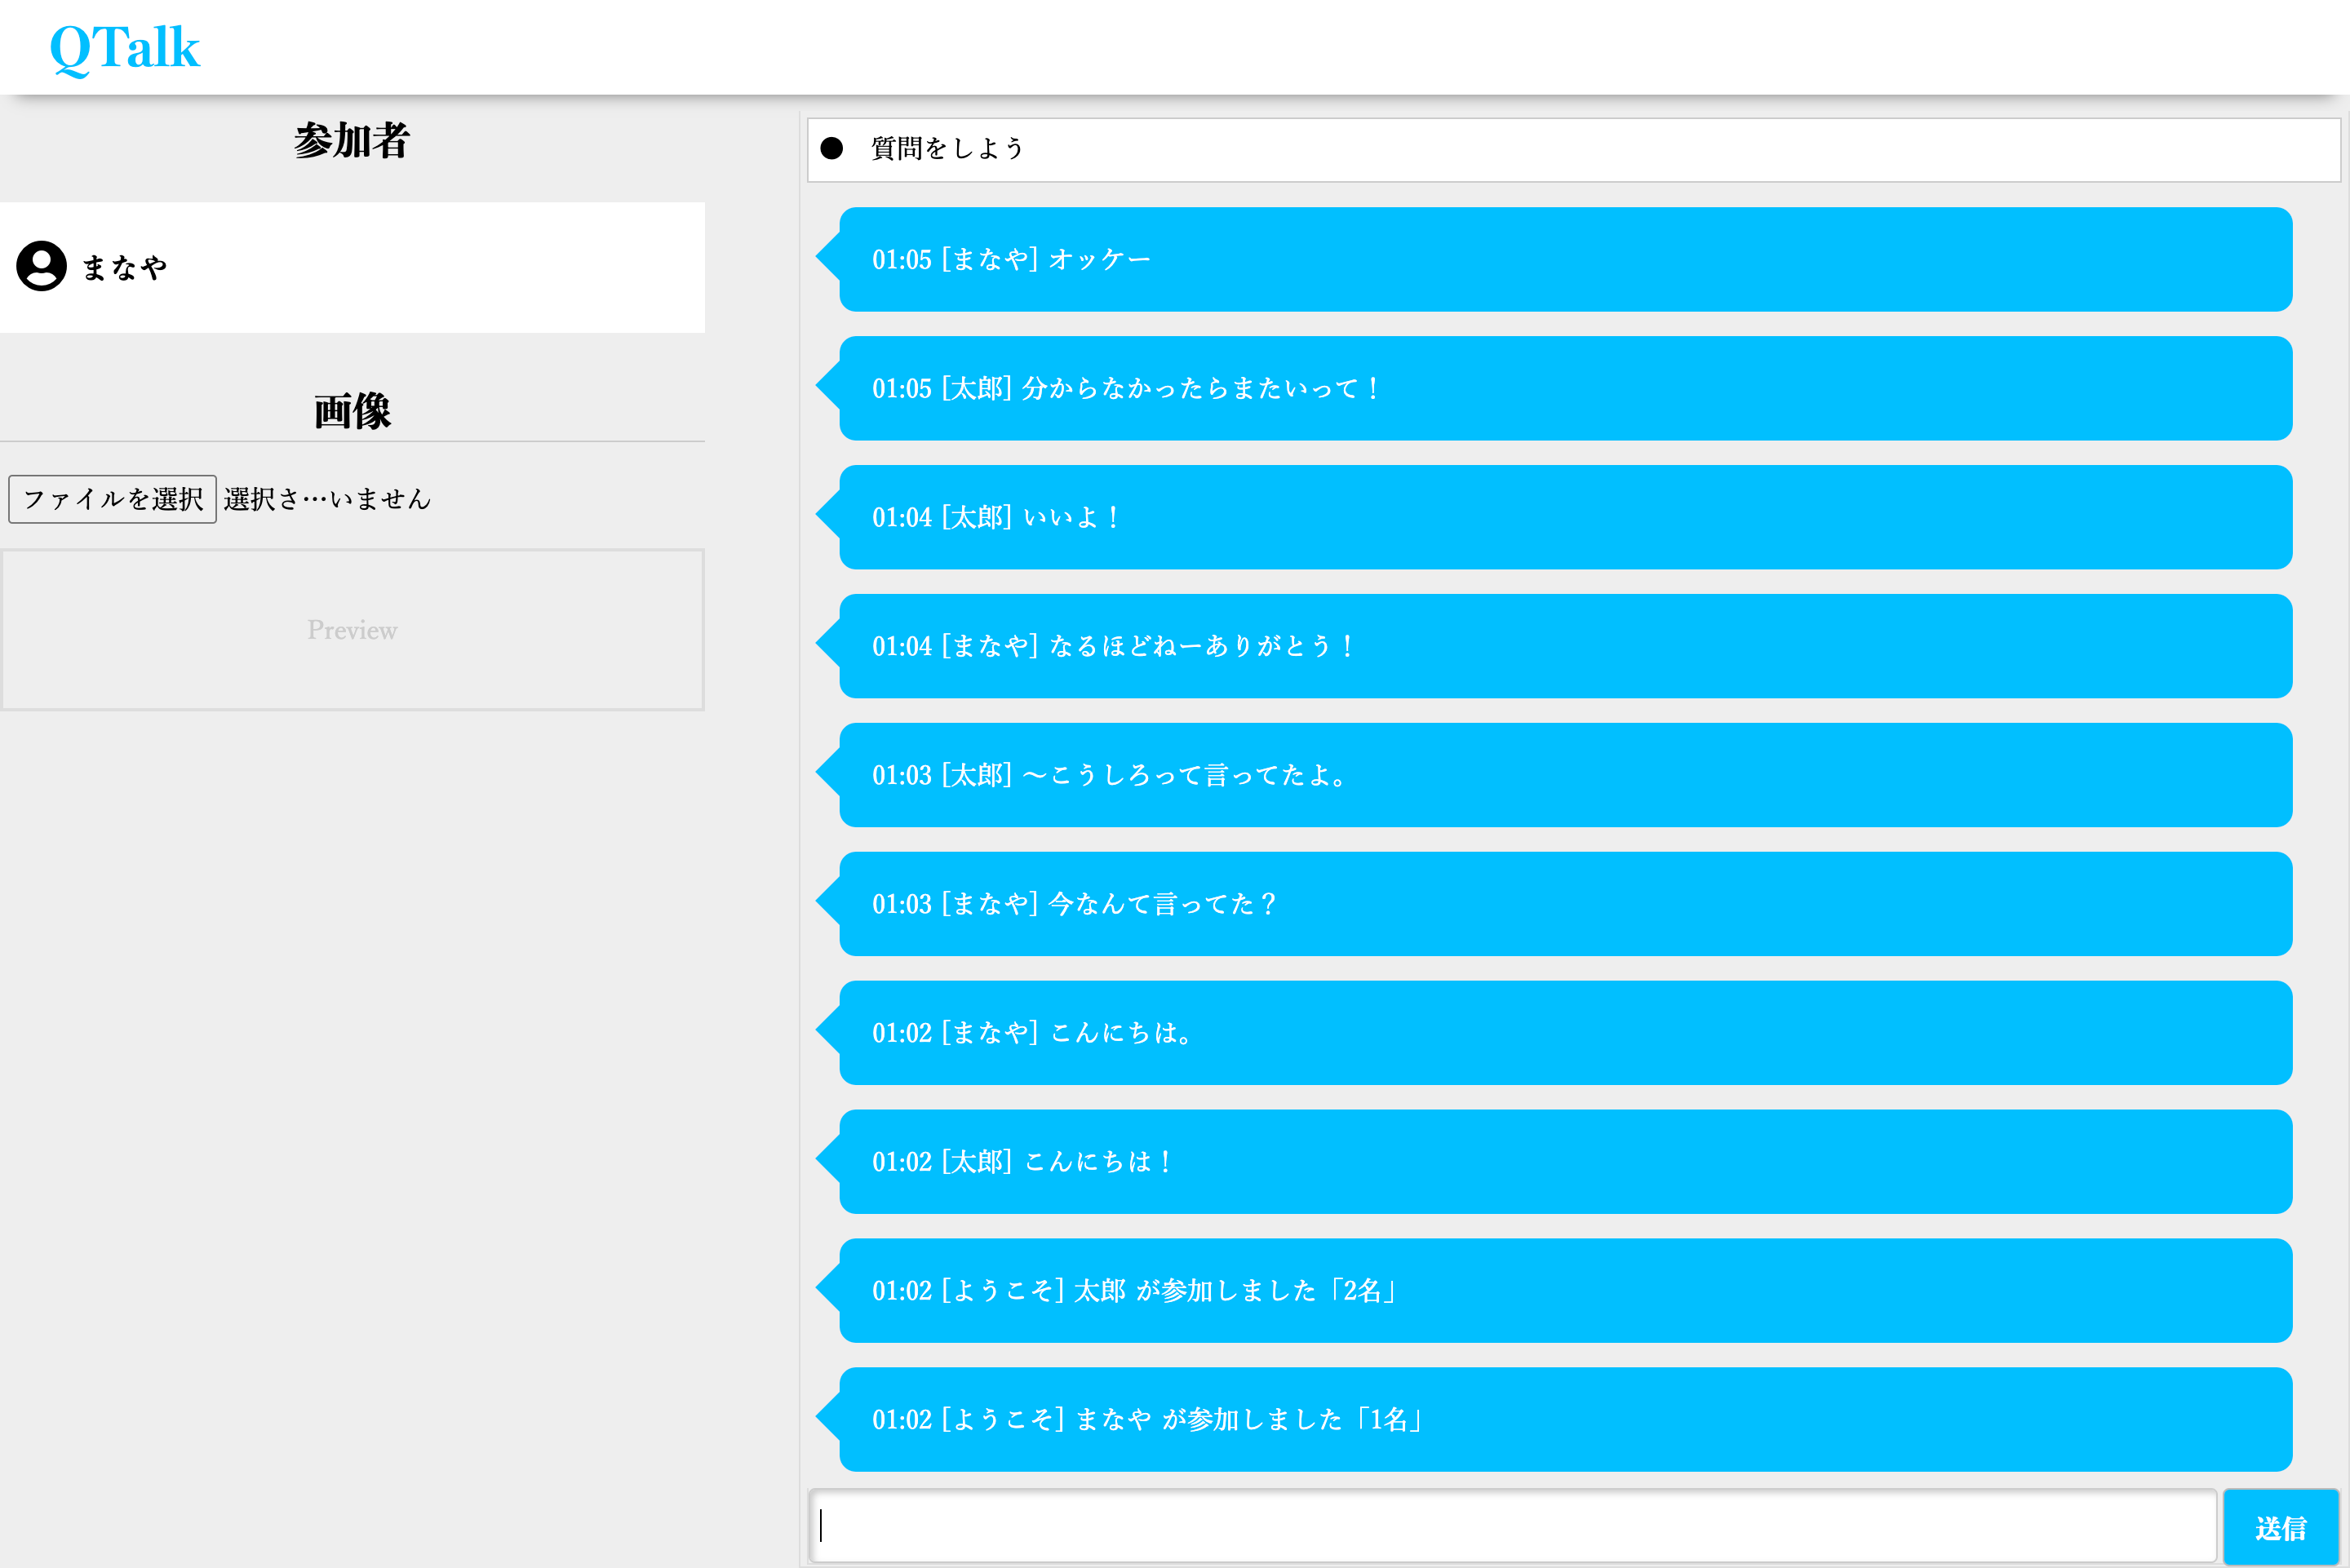 QTalk
参加者
まなや
画像
ファイルを選択 選択さ…いません
Preview
● 質問をしよう
01:05 [まなや] オッケー
01:05 [太郎] 分からなかったらまたいって！
01:04 [太郎] いいよ！
01:04 [まなや] なるほどねーありがとう！
01:03 [太郎] 〜こうしろって言ってたよ。
01:03 [まなや] 今なんて言ってた？
01:02 [まなや] こんにちは。
01:02 [太郎] こんにちは！
01:02 [ようこそ] 太郎 が参加しました「2名」
01:02 [ようこそ] まなや が参加しました「1名」
送信